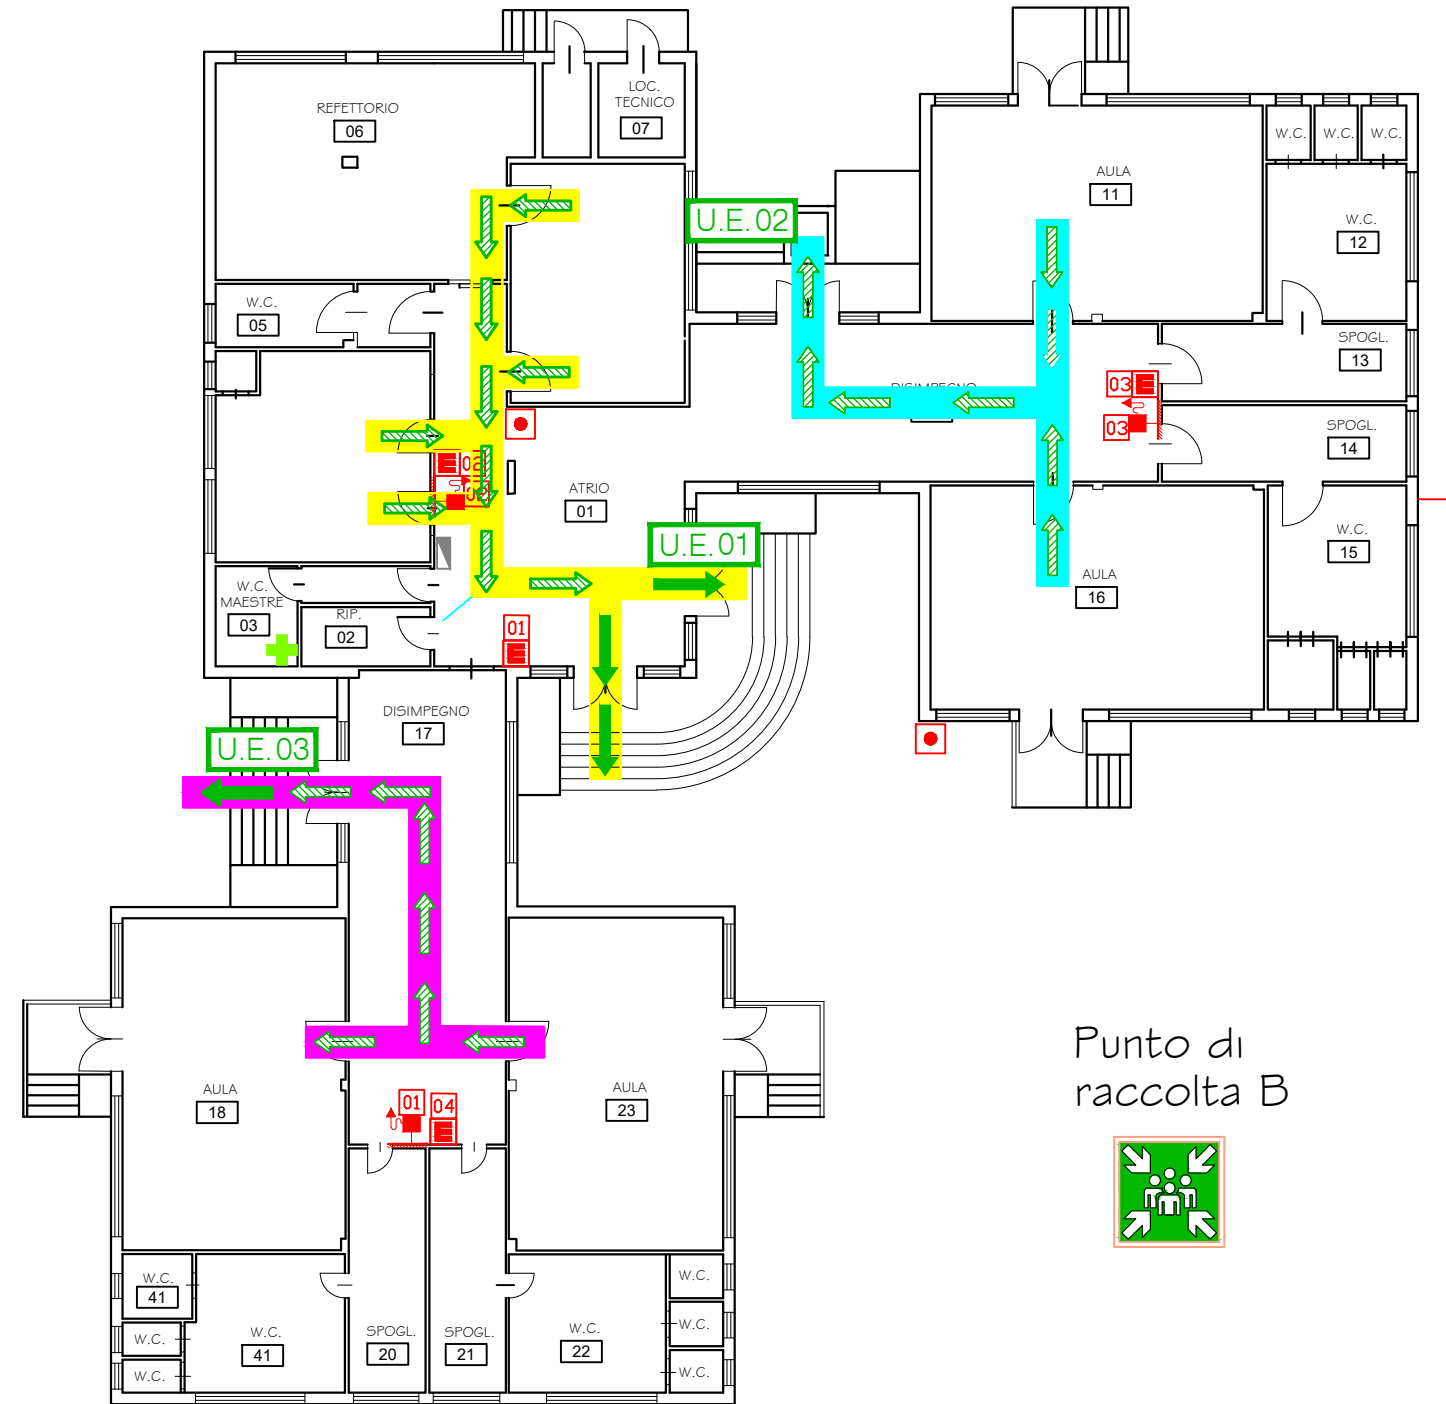 LOC.
TECNICO
07
REFETTORIO
06
AULA
11
W.C.
W.C.
W.C.
W.C.
12
U.E.02
W.C.
05
SPOGL.
13
DISIMPEGNO
03
03
SPOGL.
14
02
ATRIO
01
U.E.01
W.C.
15
AULA
16
W.C.
MAESTRE
03
RIP.
02
01
DISIMPEGNO
17
U.E.03
Punto di
raccolta B
AULA
18
AULA
23
01
04
W.C.
41
W.C.
W.C.
W.C.
41
SPOGL.
20
SPOGL.
21
W.C.
22
W.C.
W.C.
W.C.